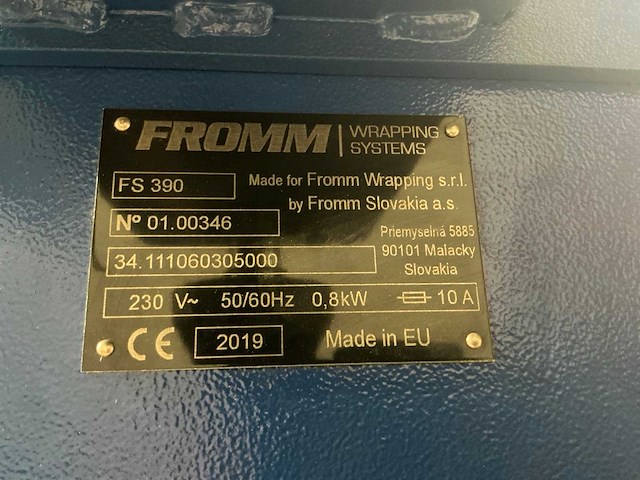 FROMM | WRAPPING SYSTEMS
FS 390
Made for Fromm Wrapping s.r.l.
by Fromm Slovakia a.s.
Nº 01.00346
Priemyselná 5885
90101 Malacky
Slovakia
34.111060305000
230 V~ 50/60Hz 0,8kW 10 A
CE 2019 Made in EU